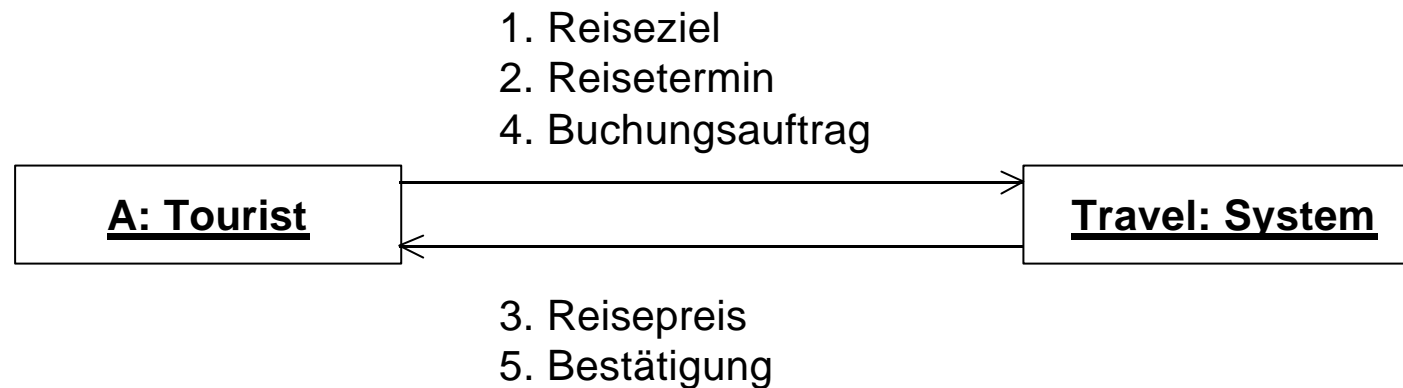 1. Reiseziel
2. Reisetermin
4. Buchungsauftrag
A: Tourist
Travel: System
3. Reisepreis
5. Bestätigung